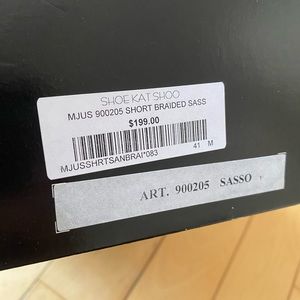 SHOE KAT SHOO
MJUS 900205 SHORT BRAIDED SASS
$199.00
MJUSSHRTSANBRAI*083 41 M
ART. 900205 SASSO